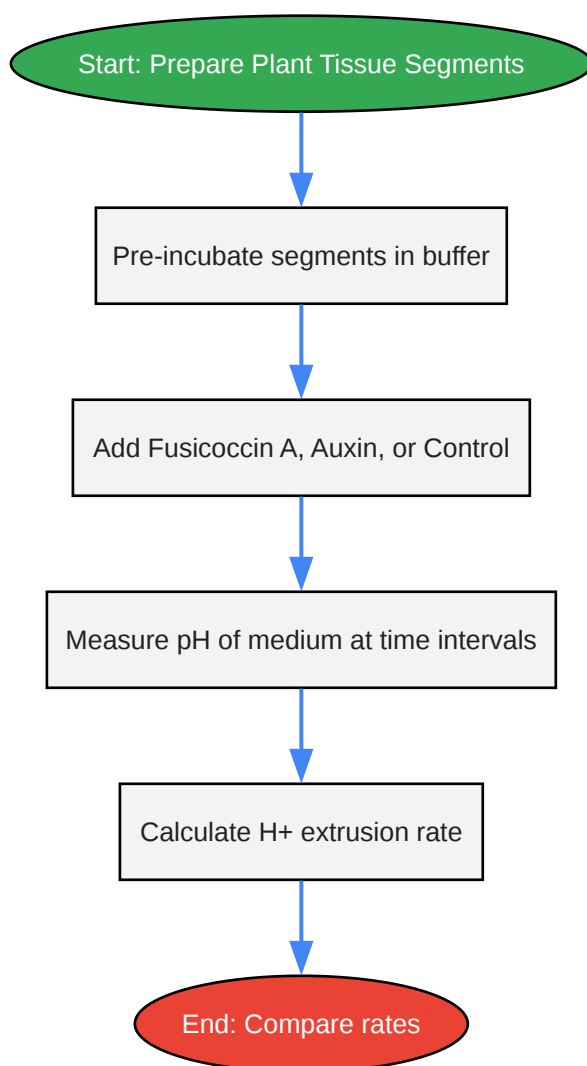 Start: Prepare Plant Tissue Segments
Pre-incubate segments in buffer
Add Fusicoccin A, Auxin, or Control
Measure pH of medium at time intervals
Calculate H+ extrusion rate
End: Compare rates